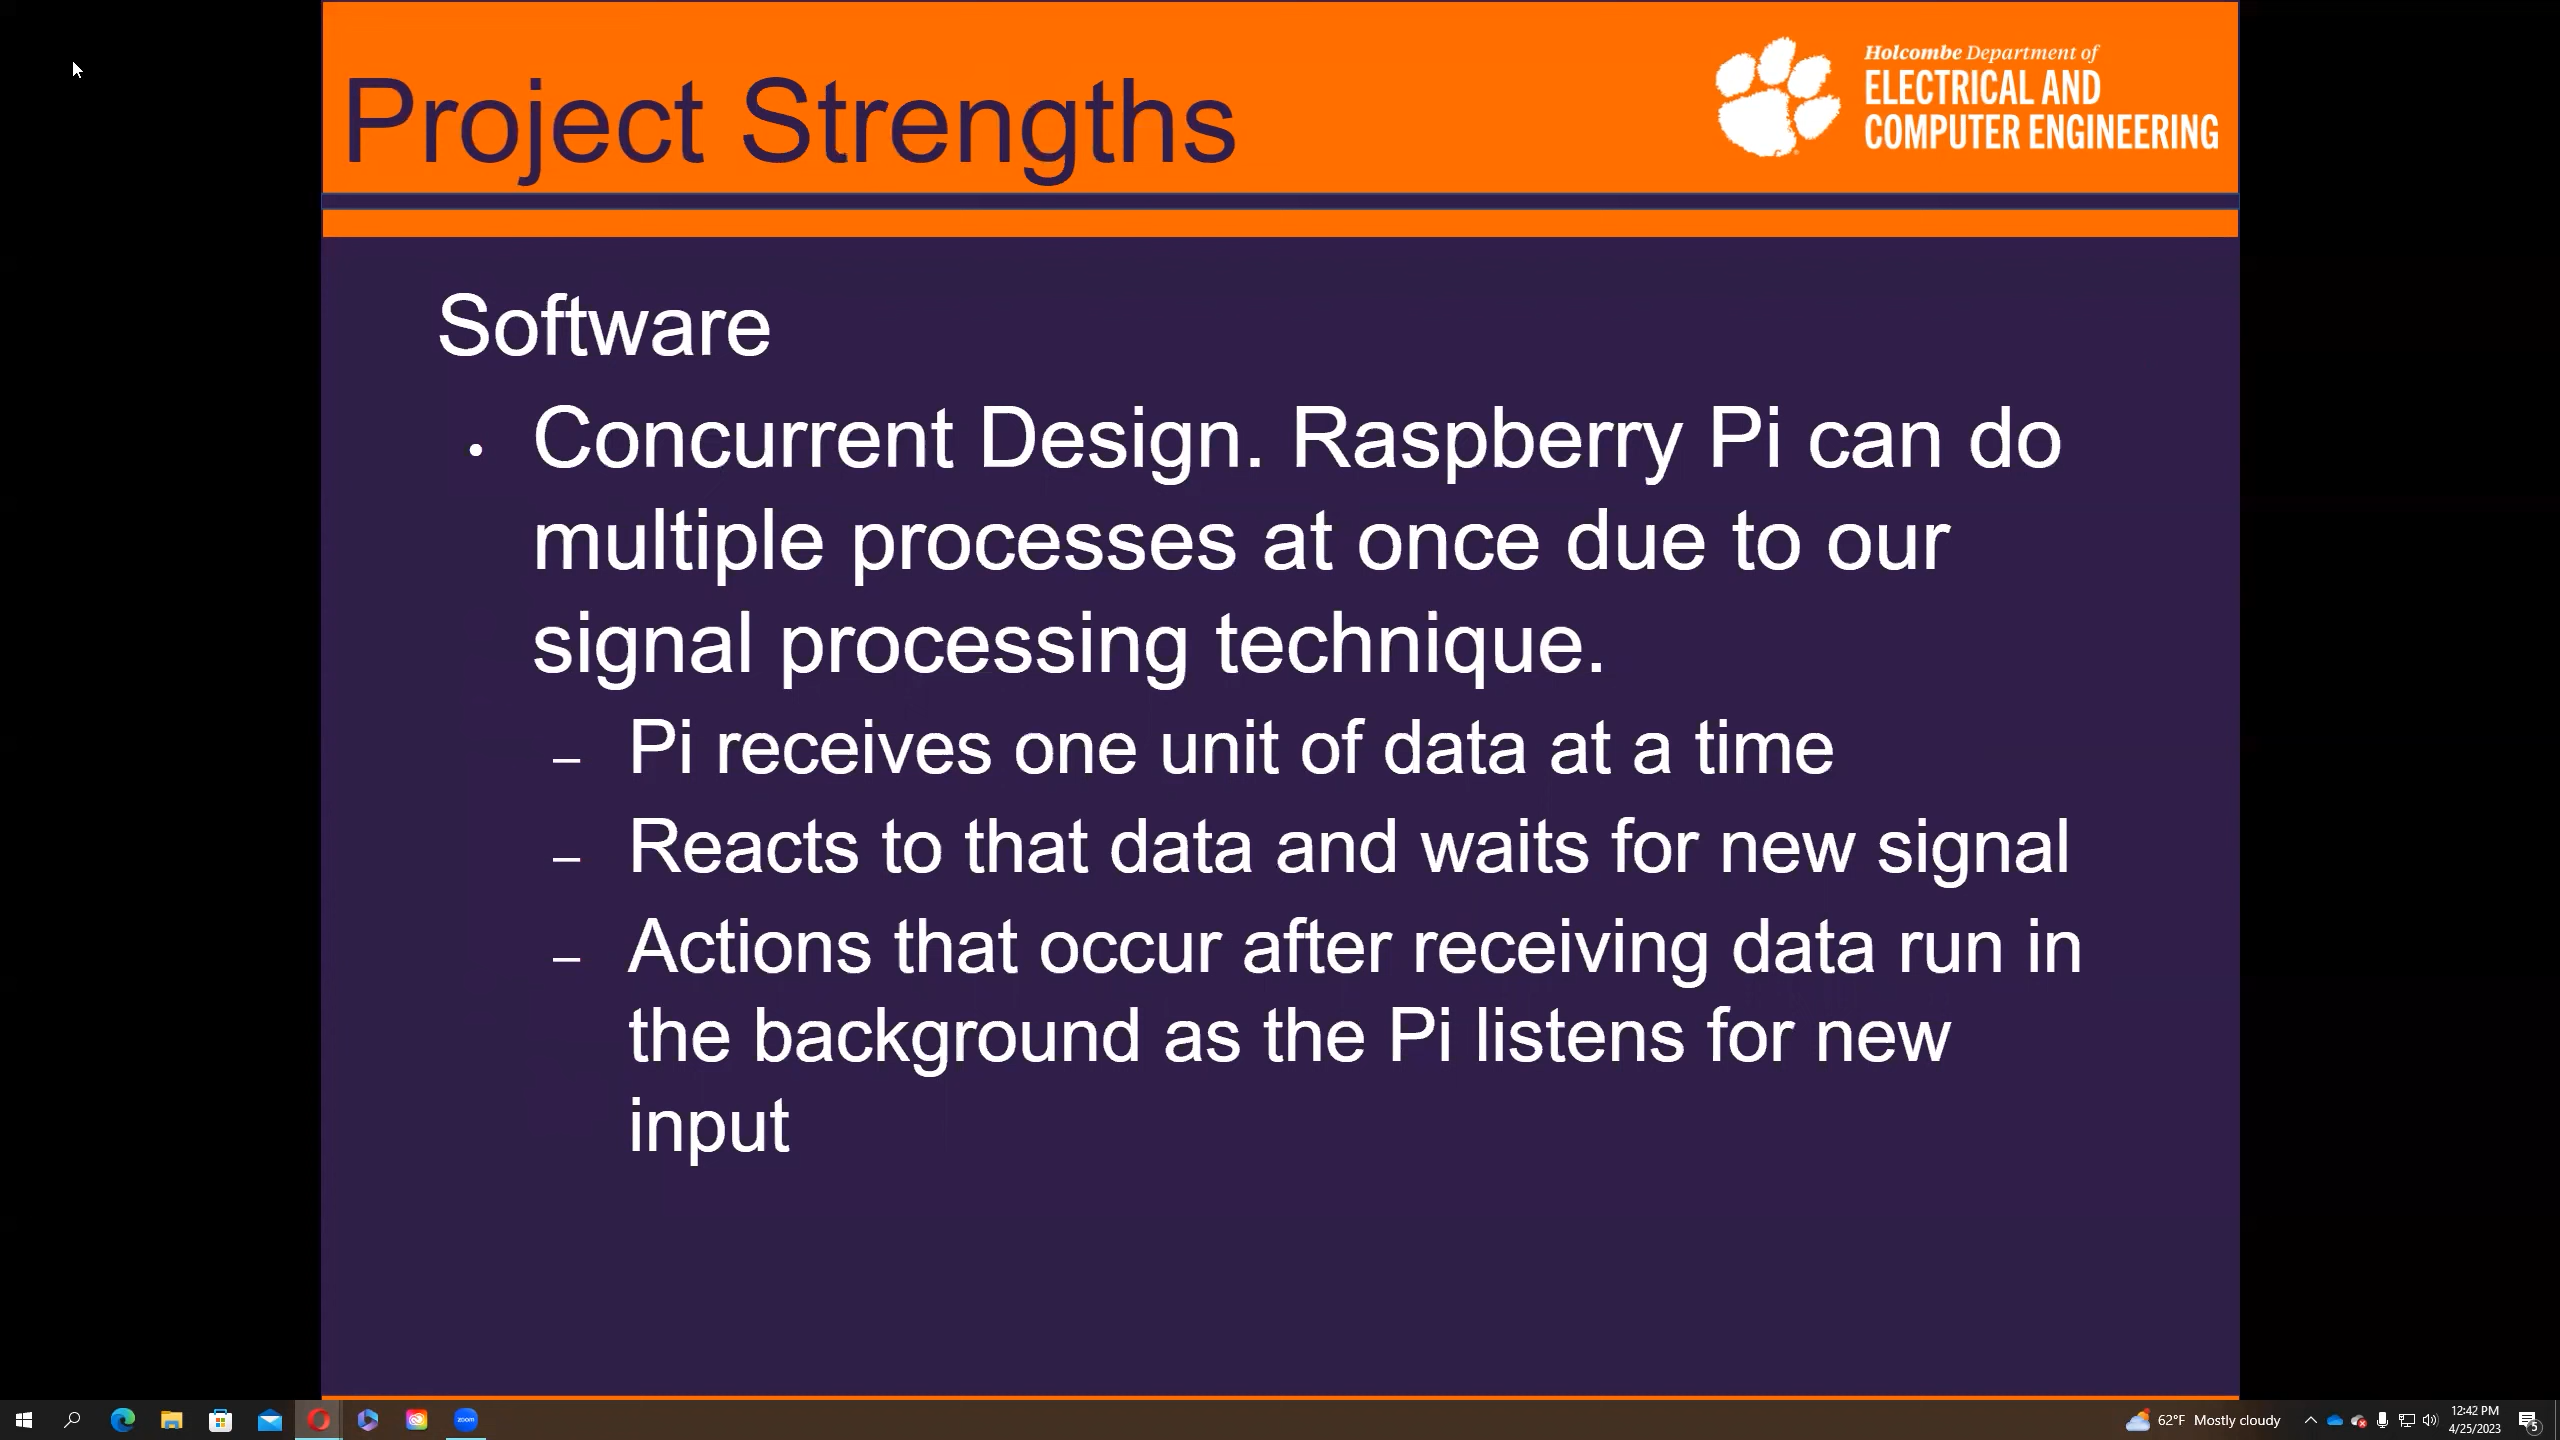 Project Strengths
Holcombe Department of
ELECTRICAL AND
COMPUTER ENGINEERING
Software
• Concurrent Design. Raspberry Pi can do
multiple processes at once due to our
signal processing technique.
– Pi receives one unit of data at a time
– Reacts to that data and waits for new signal
– Actions that occur after receiving data run in
the background as the Pi listens for new
input
zoom
62°F Mostly cloudy
12:42 PM
4/25/2023
5